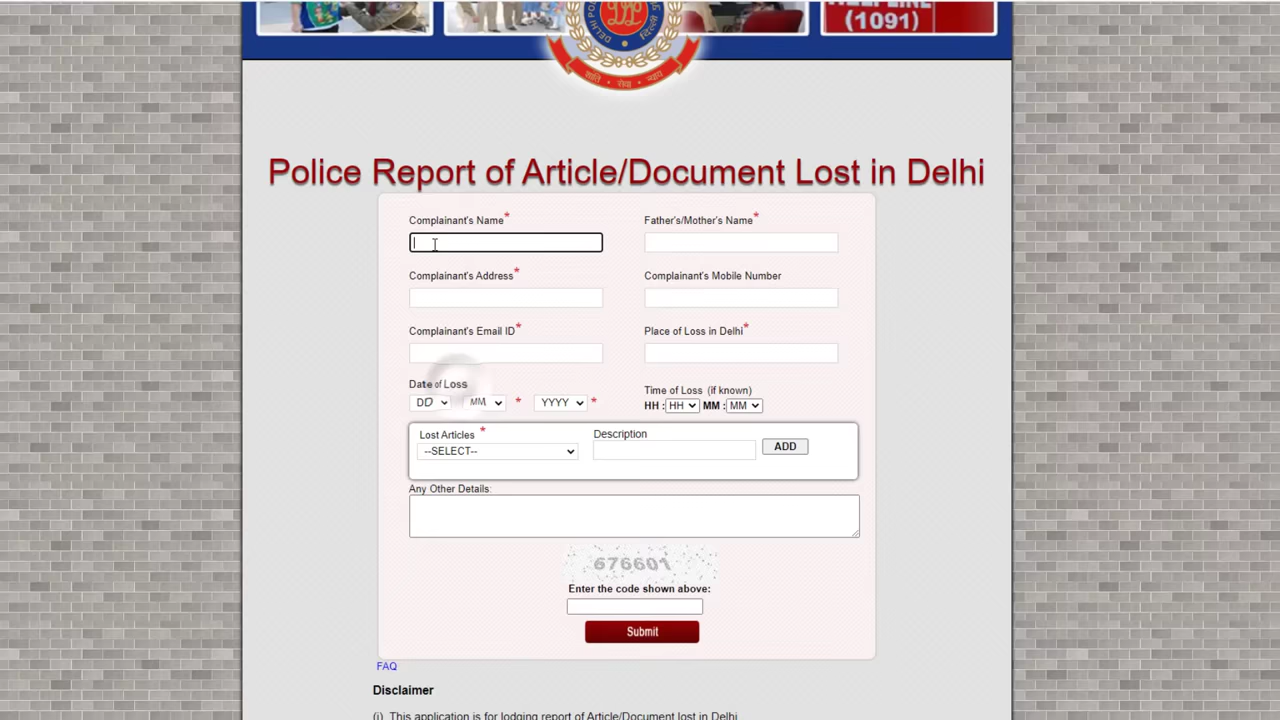 HELPLINE
(1091)
शांति सेवा न्याय
Police Report of Article/Document Lost in Delhi
Complainant's Name*
Father's/Mother's Name*
Complainant's Address*
Complainant's Mobile Number
Complainant's Email ID*
Place of Loss in Delhi*
Date of Loss
DD MM * YYYY *
Time of Loss (if known)
HH : HH MM : MM
Lost Articles *
Description
--SELECT--
ADD
Any Other Details:
676601
Enter the code shown above:
Submit
FAQ
Disclaimer
(i) This application is for lodging report of Article/Document lost in Delhi